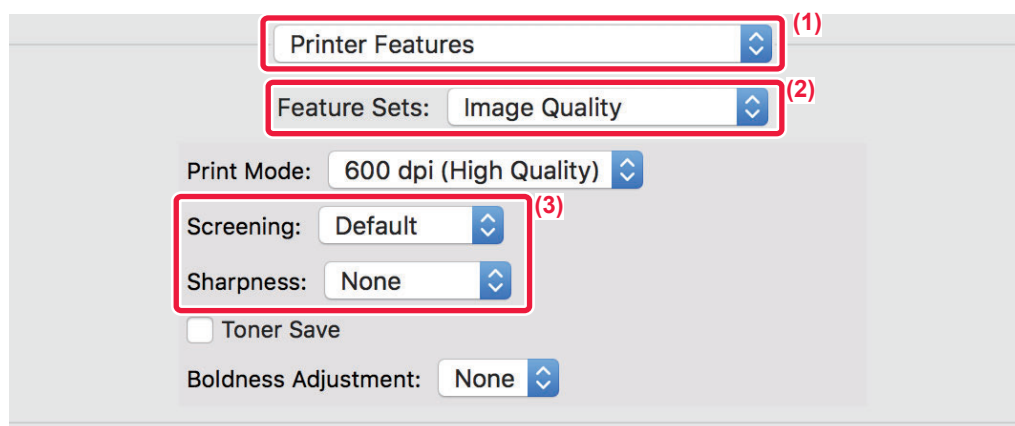 Printer Features (1)
Feature Sets: Image Quality (2)
Print Mode: 600 dpi (High Quality)
(3)
Screening: Default
Sharpness: None
Toner Save
Boldness Adjustment: None